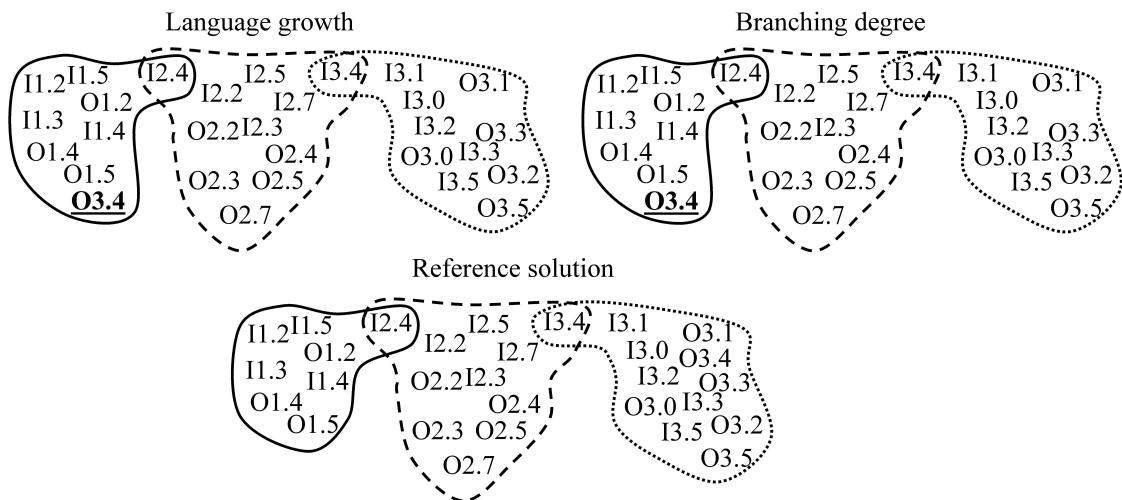 Language growth
I1.2 I1.5 I2.4 I2.5 I3.4 I3.1 O3.1
O1.2 I2.2 I2.7 I3.0
I1.3 I1.4 O2.2 I2.3 I3.2 O3.3
O1.4 O2.4 O3.0 I3.3
O1.5 O2.3 O2.5 I3.5 O3.2
O3.4 O2.7 O3.5
Branching degree
I1.2 I1.5 I2.4 I2.5 I3.4 I3.1 O3.1
O1.2 I2.2 I2.7 I3.0
I1.3 I1.4 O2.2 I2.3 I3.2 O3.3
O1.4 O2.4 O3.0 I3.3
O1.5 O2.3 O2.5 I3.5 O3.2
O3.4 O2.7 O3.5
Reference solution
I1.2 I1.5 I2.4 I2.5 I3.4 I3.1 O3.1
O1.2 I2.2 I2.7 I3.0 O3.4
I1.3 I1.4 O2.2 I2.3 I3.2 O3.3
O1.4 O2.4 O3.0 I3.3
O1.5 O2.3 O2.5 I3.5 O3.2
O2.7 O3.5